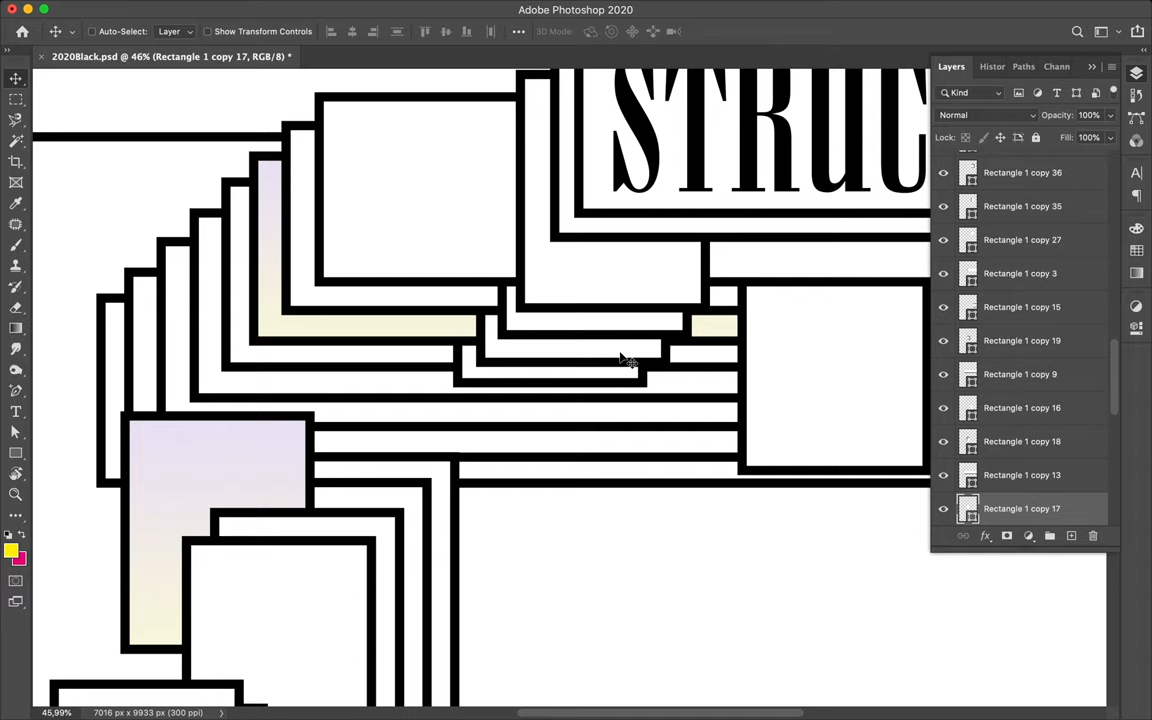 Adobe Photoshop 2020
Auto-Select: Layer Show Transform Controls 3D Mode:
2020Black.psd @ 46% (Rectangle 1 copy 17, RGB/8) *
Layers Histor Paths Chann
Kind
Normal Opacity: 100%
Lock: Fill: 100%
Rectangle 1 copy 36
Rectangle 1 copy 35
Rectangle 1 copy 27
Rectangle 1 copy 3
Rectangle 1 copy 15
Rectangle 1 copy 19
Rectangle 1 copy 9
Rectangle 1 copy 16
Rectangle 1 copy 18
Rectangle 1 copy 13
Rectangle 1 copy 17
STRUC
45,99% 7016 px x 9933 px (300 ppi)